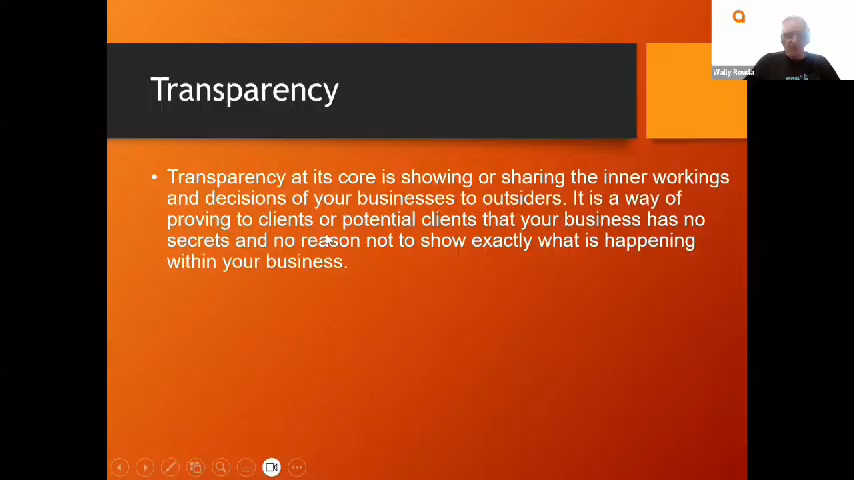 Transparency
• Transparency at its core is showing or sharing the inner workings
and decisions of your businesses to outsiders. It is a way of
proving to clients or potential clients that your business has no
secrets and no reason not to show exactly what is happening
within your business.
Wally